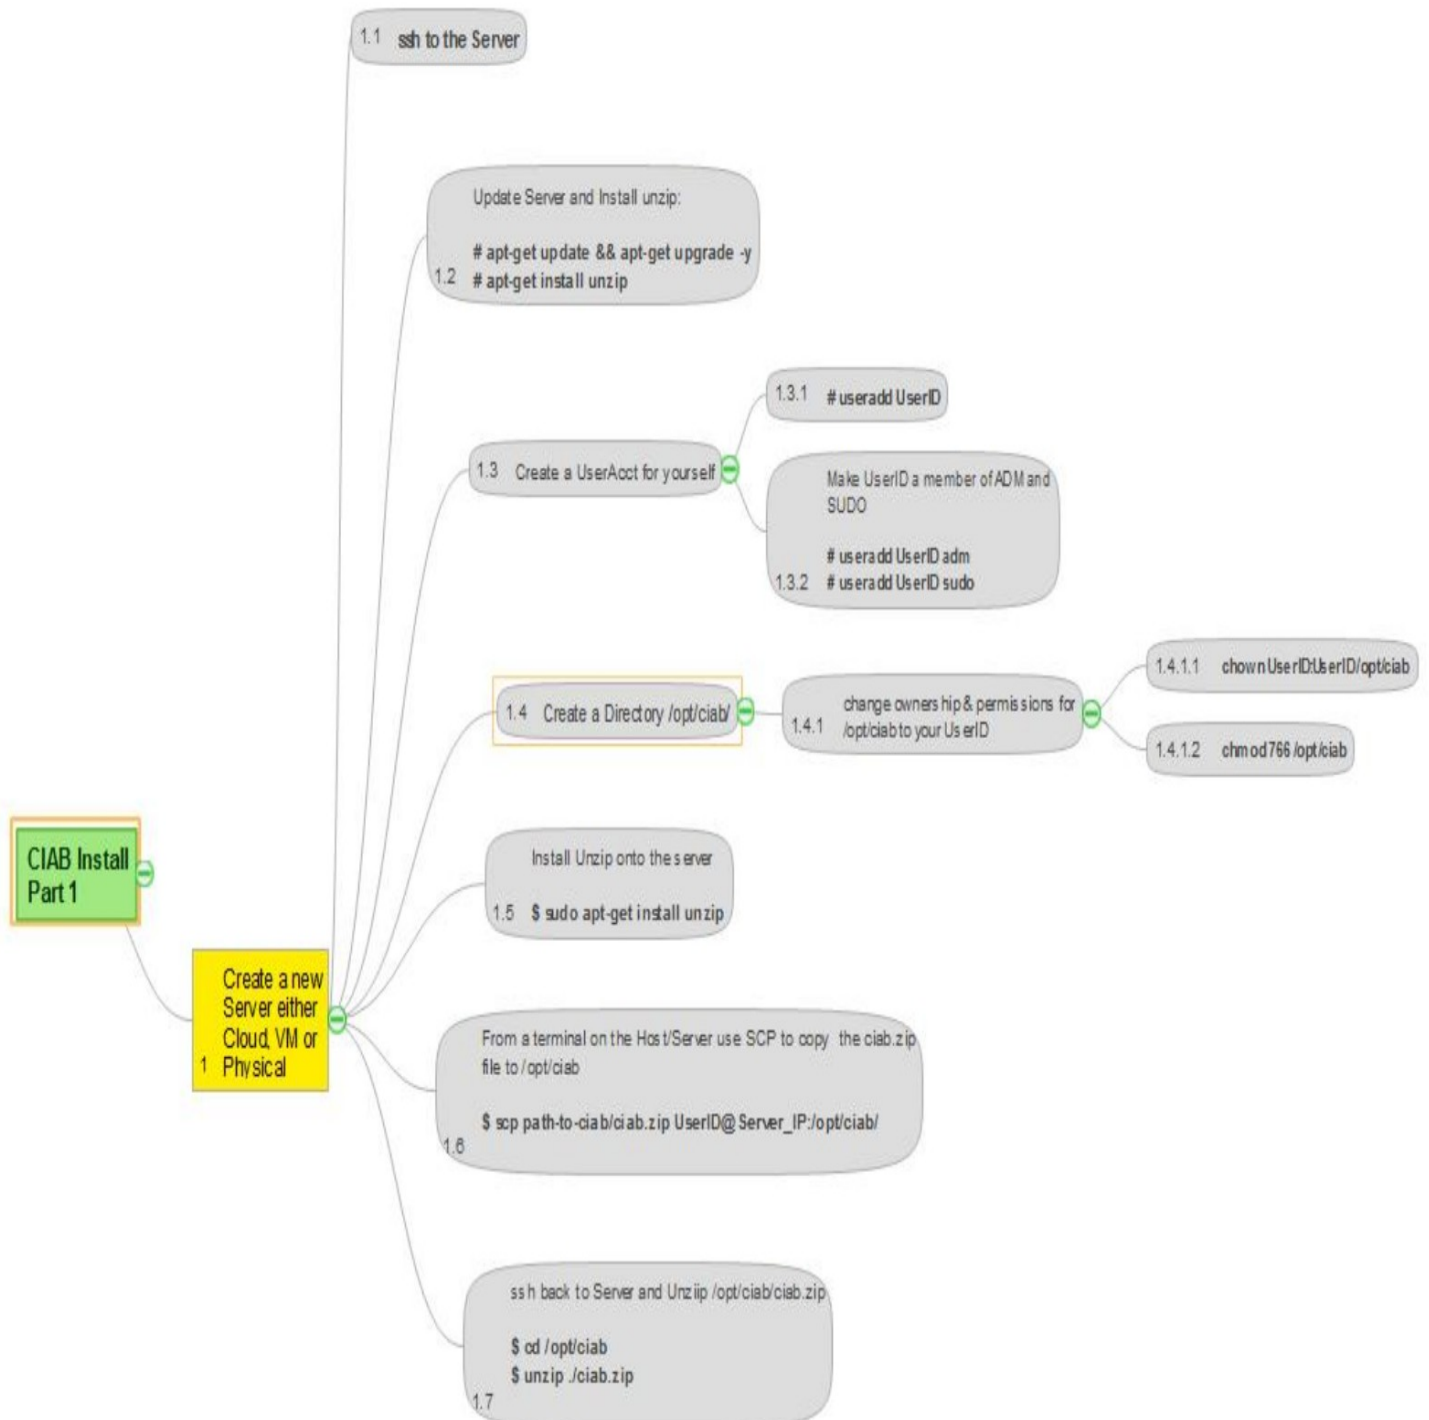 CIAB Install
Part 1
1 Create a new
Server either
Cloud, VM or
Physical
1.1 ssh to the Server
1.2 Update Server and Install unzip:
# apt-get update && apt-get upgrade -y
# apt-get install unzip
1.3 Create a UserAcct for yourself
1.3.1 # useradd UserID
1.3.2 Make UserID a member of ADM and
SUDO
# useradd UserID adm
# useradd UserID sudo
1.4 Create a Directory /opt/ciab/
1.4.1 change ownership & permissions for
/opt/ciab to your UserID
1.4.1.1 chown UserID:UserID /opt/ciab
1.4.1.2 chmod 766 /opt/ciab
1.5 Install Unzip onto the server
$ sudo apt-get install unzip
1.6 From a terminal on the Host/Server use SCP to copy the ciab.zip
file to /opt/ciab
$ scp path-to-ciab/ciab.zip UserID@Server_IP:/opt/ciab/
1.7 ssh back to Server and Unziip /opt/ciab/ciab.zip
$ cd /opt/ciab
$ unzip ./ciab.zip